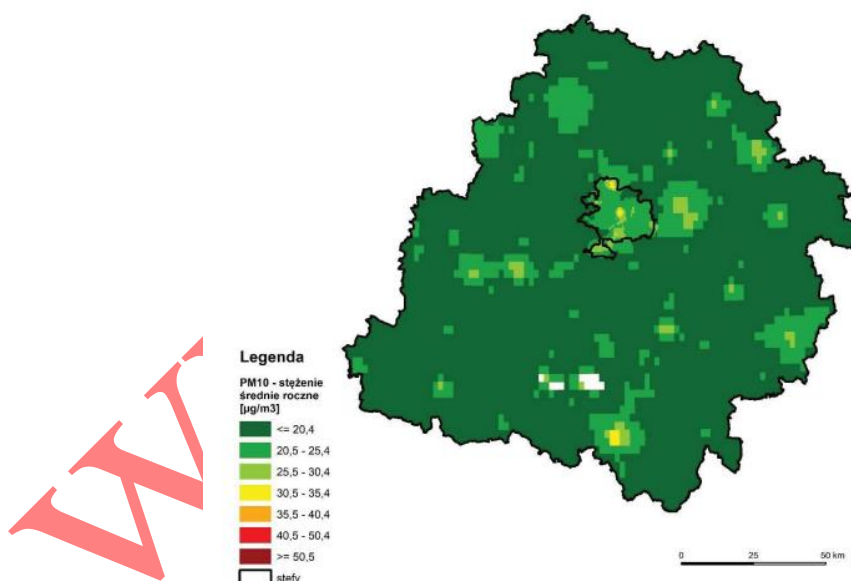 Legenda
PM10 - stężenie
średnie roczne
[µg/m3]
<= 20,4
20,5 - 25,4
25,5 - 30,4
30,5 - 35,4
35,5 - 40,4
40,5 - 50,4
>= 50,5
stefy
0 25 50 km
W